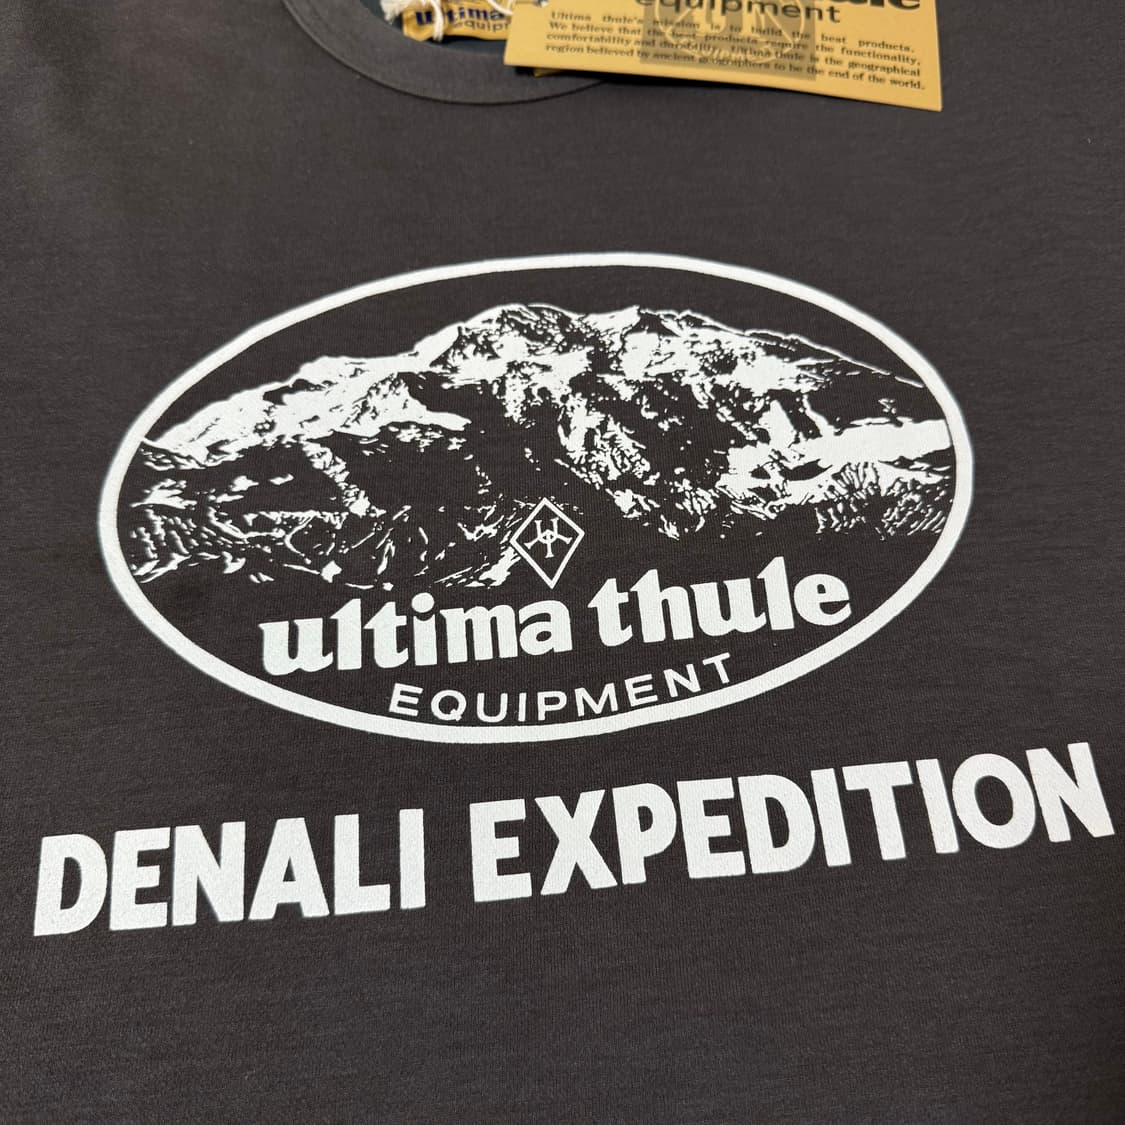 ultima
equip
equipment
Ultima thule's mission is to build the best products.
We believe that the best products require the functionality,
comfortability and durability. Ultima thule is the geographical
region believed by ancient geographers to be the end of the world.
ultima thule
EQUIPMENT
DENALI EXPEDITION